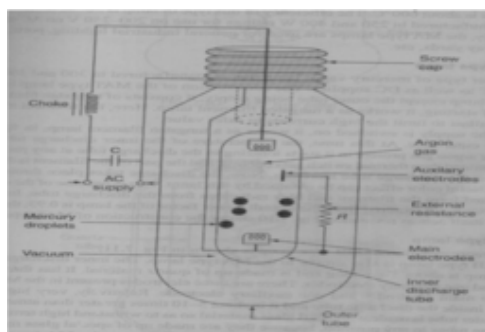 Screw
cap
Choke
Argon
gas
C
Auxiliary
electrodes
AC
supply
External
resistance
R
Mercury
droplets
Main
electrodes
Vacuum
Inner
discharge
tube
Outer
tube